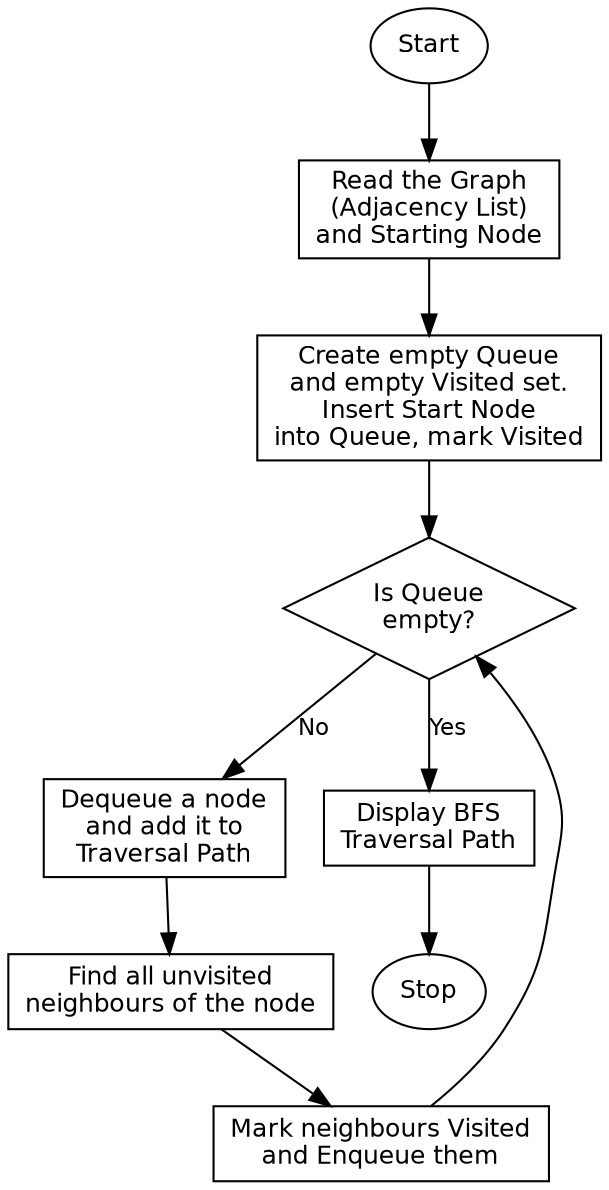 Start
Read the Graph
(Adjacency List)
and Starting Node
Create empty Queue
and empty Visited set.
Insert Start Node
into Queue, mark Visited
Is Queue
empty?
No
Yes
Dequeue a node
and add it to
Traversal Path
Display BFS
Traversal Path
Find all unvisited
neighbours of the node
Stop
Mark neighbours Visited
and Enqueue them